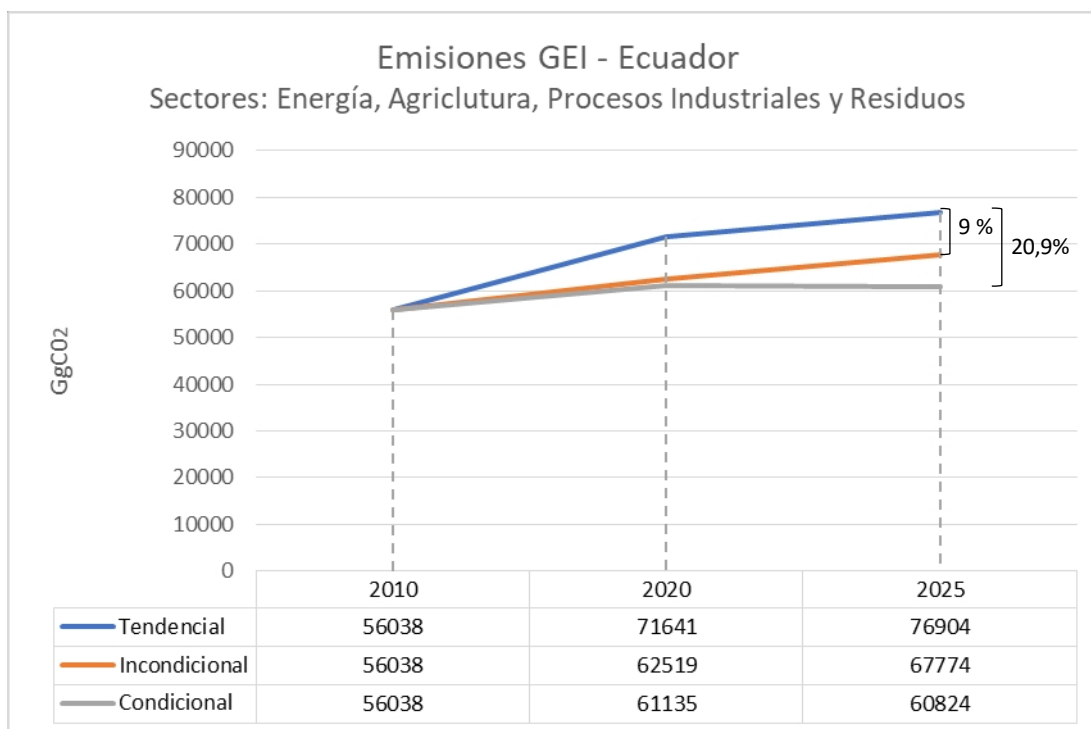 Emisiones GEI - Ecuador
Sectores: Energía, Agriclutura, Procesos Industriales y Residuos
GgC02
90000
80000
70000
60000
50000
40000
30000
20000
10000
0
9 %
20,9%
2010 2020 2025
Tendencial 56038 71641 76904
Incondicional 56038 62519 67774
Condicional 56038 61135 60824